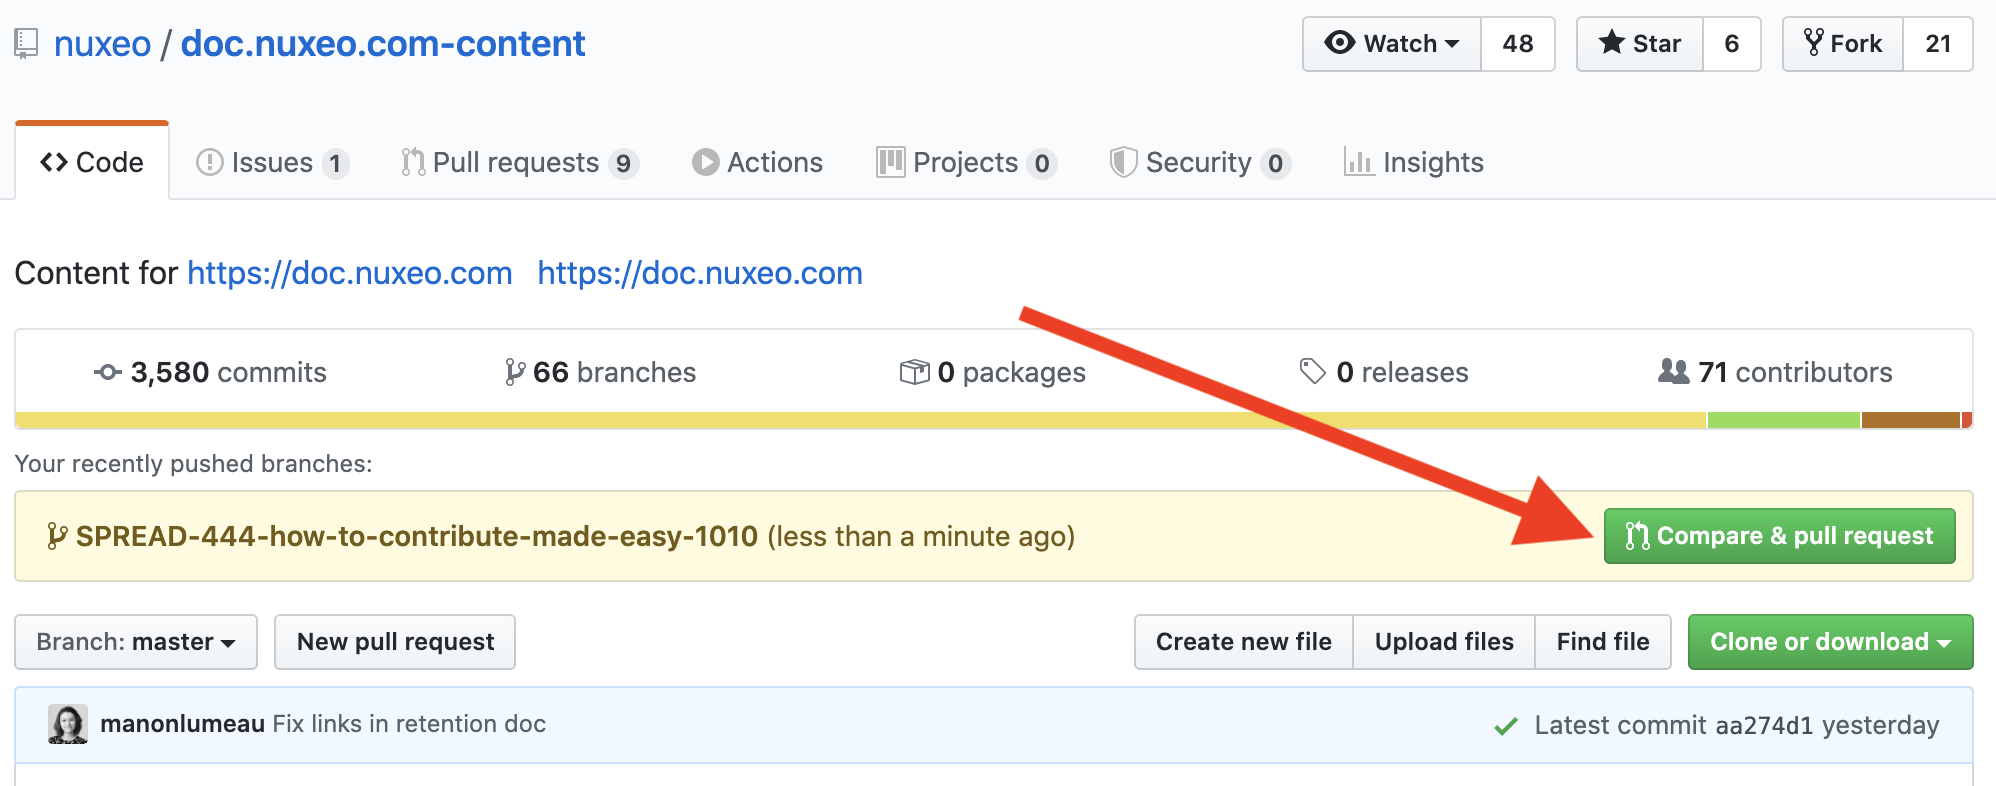 nuxeo / doc.nuxeo.com-content Watch 48 Star 6 Fork 21
Code Issues 1 Pull requests 9 Actions Projects 0 Security 0 Insights
Content for https://doc.nuxeo.com https://doc.nuxeo.com
3,580 commits 66 branches 0 packages 0 releases 71 contributors
Your recently pushed branches:
SPREAD-444-how-to-contribute-made-easy-1010 (less than a minute ago) Compare & pull request
Branch: master New pull request Create new file Upload files Find file Clone or download
manonlumeau Fix links in retention doc Latest commit aa274d1 yesterday